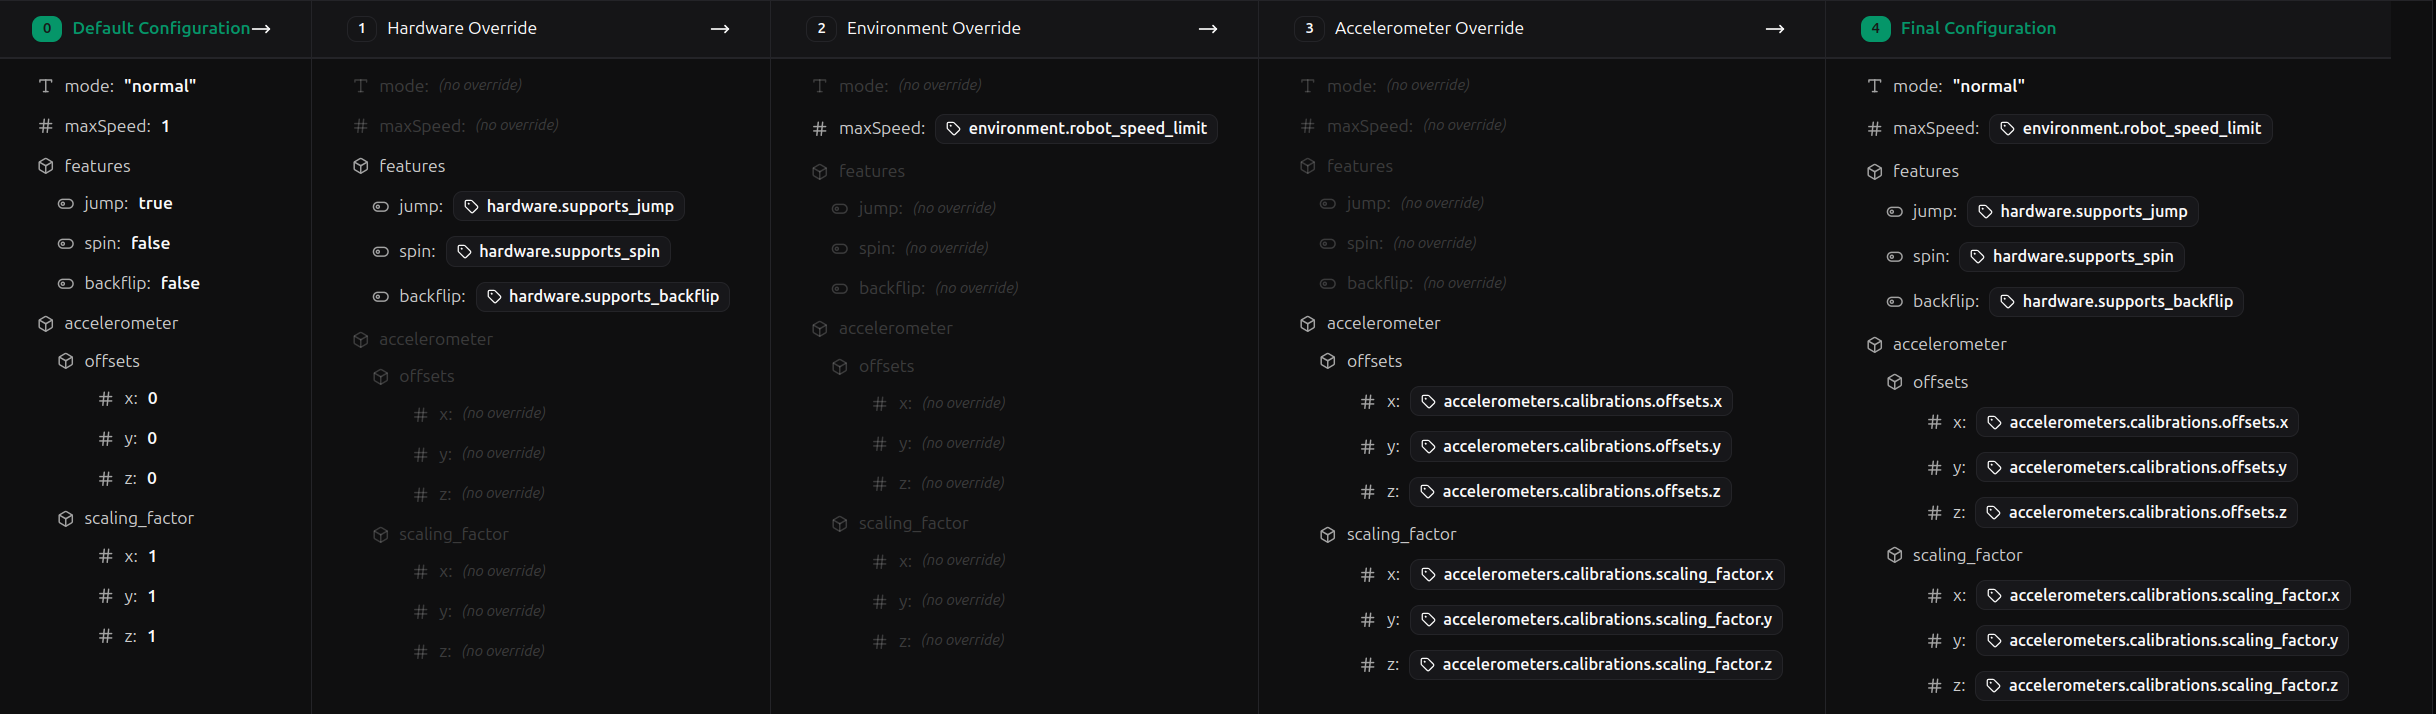 0 Default Configuration→
mode: "normal"
maxSpeed: 1
features
jump: true
spin: false
backflip: false
accelerometer
offsets
x: 0
y: 0
z: 0
scaling_factor
x: 1
y: 1
z: 1
1 Hardware Override →
mode: (no override)
maxSpeed: (no override)
features
jump: hardware.supports_jump
spin: hardware.supports_spin
backflip: hardware.supports_backflip
accelerometer
offsets
x: (no override)
y: (no override)
z: (no override)
scaling_factor
x: (no override)
y: (no override)
z: (no override)
2 Environment Override →
mode: (no override)
maxSpeed: environment.robot_speed_limit
features
jump: (no override)
spin: (no override)
backflip: (no override)
accelerometer
offsets
x: (no override)
y: (no override)
z: (no override)
scaling_factor
x: (no override)
y: (no override)
z: (no override)
3 Accelerometer Override →
mode: (no override)
maxSpeed: (no override)
features
jump: (no override)
spin: (no override)
backflip: (no override)
accelerometer
offsets
x: accelerometers.calibrations.offsets.x
y: accelerometers.calibrations.offsets.y
z: accelerometers.calibrations.offsets.z
scaling_factor
x: accelerometers.calibrations.scaling_factor.x
y: accelerometers.calibrations.scaling_factor.y
z: accelerometers.calibrations.scaling_factor.z
4 Final Configuration
mode: "normal"
maxSpeed: environment.robot_speed_limit
features
jump: hardware.supports_jump
spin: hardware.supports_spin
backflip: hardware.supports_backflip
accelerometer
offsets
x: accelerometers.calibrations.offsets.x
y: accelerometers.calibrations.offsets.y
z: accelerometers.calibrations.offsets.z
scaling_factor
x: accelerometers.calibrations.scaling_factor.x
y: accelerometers.calibrations.scaling_factor.y
z: accelerometers.calibrations.scaling_factor.z